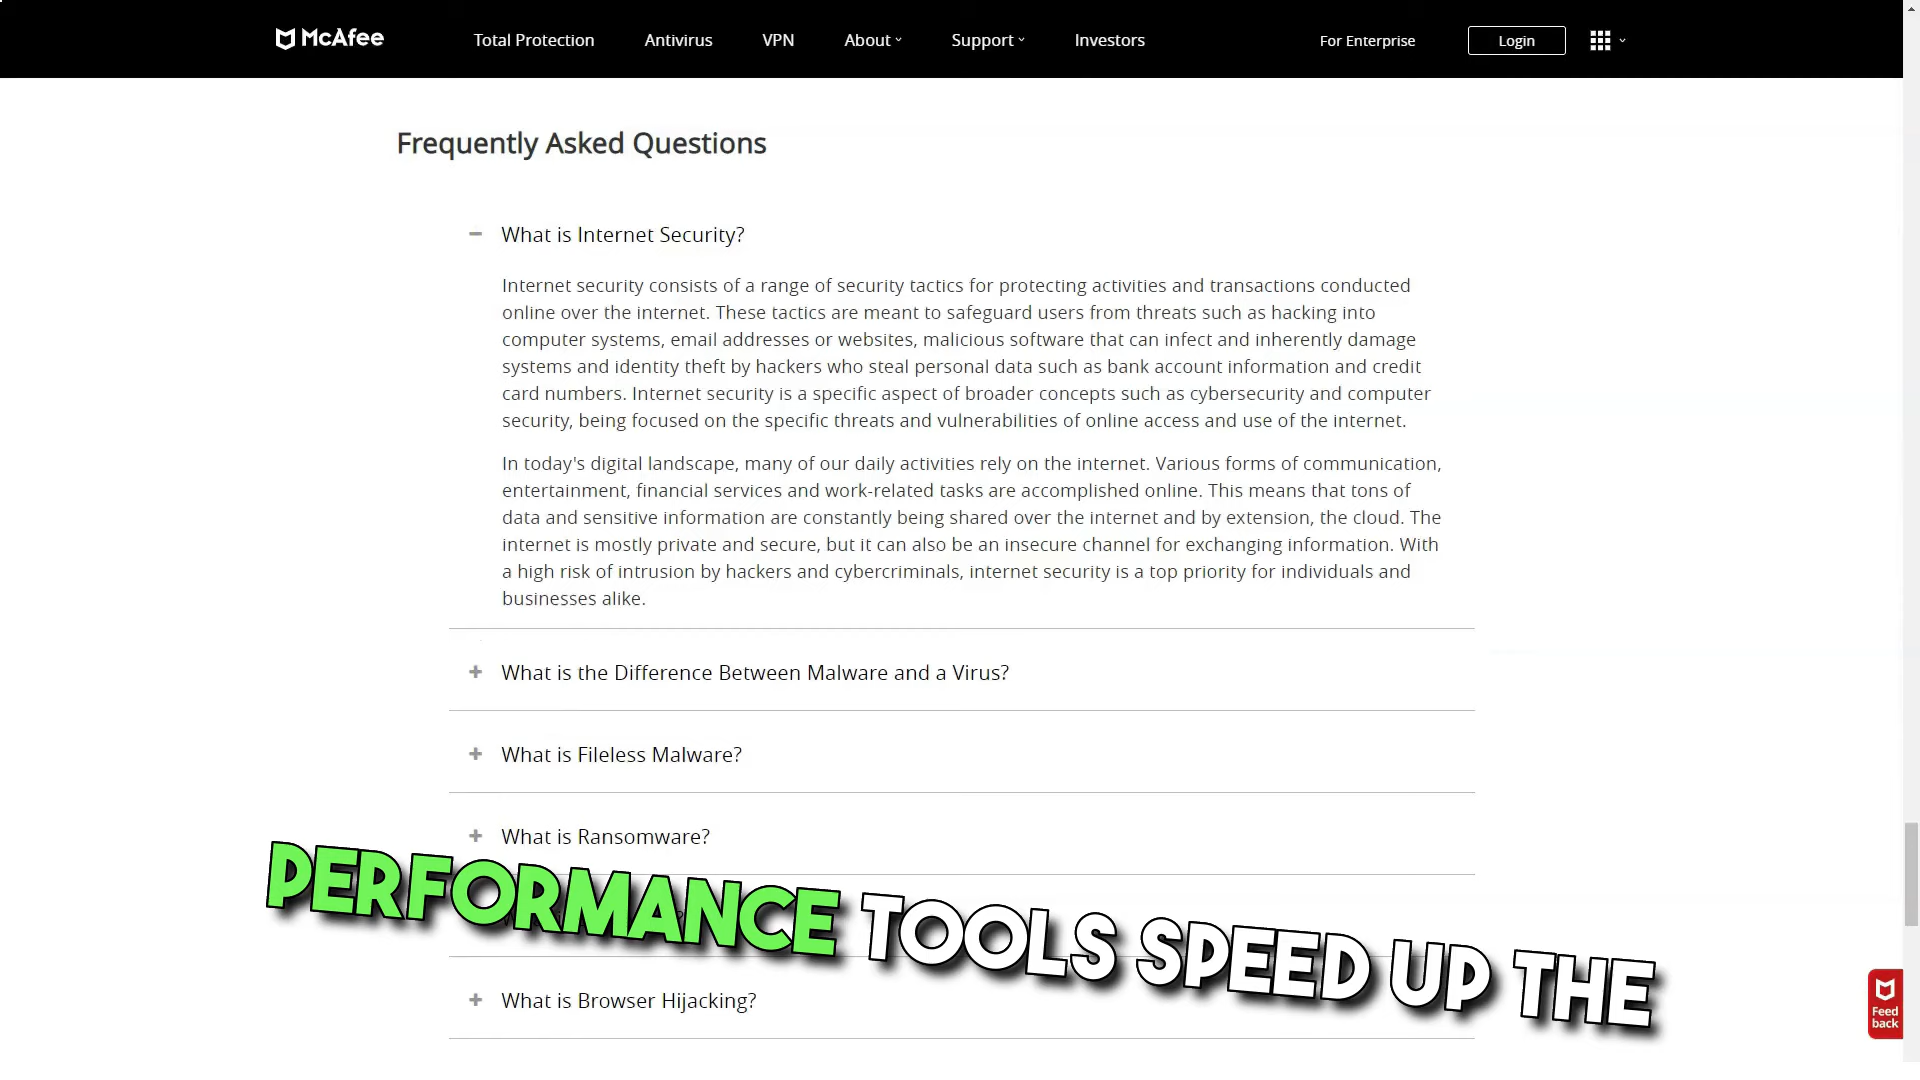 McAfee Total Protection Antivirus VPN About Support Investors For Enterprise Login
Frequently Asked Questions
What is Internet Security?
Internet security consists of a range of security tactics for protecting activities and transactions conducted
online over the internet. These tactics are meant to safeguard users from threats such as hacking into
computer systems, email addresses or websites, malicious software that can infect and inherently damage
systems and identity theft by hackers who steal personal data such as bank account information and credit
card numbers. Internet security is a specific aspect of broader concepts such as cybersecurity and computer
security, being focused on the specific threats and vulnerabilities of online access and use of the internet.
In today's digital landscape, many of our daily activities rely on the internet. Various forms of communication,
entertainment, financial services and work-related tasks are accomplished online. This means that tons of
data and sensitive information are constantly being shared over the internet and by extension, the cloud. The
internet is mostly private and secure, but it can also be an insecure channel for exchanging information. With
a high risk of intrusion by hackers and cybercriminals, internet security is a top priority for individuals and
businesses alike.
What is the Difference Between Malware and a Virus?
What is Fileless Malware?
What is Ransomware?
PERFORMANCE TOOLS SPEED UP THE
What is Browser Hijacking?
Feed
back